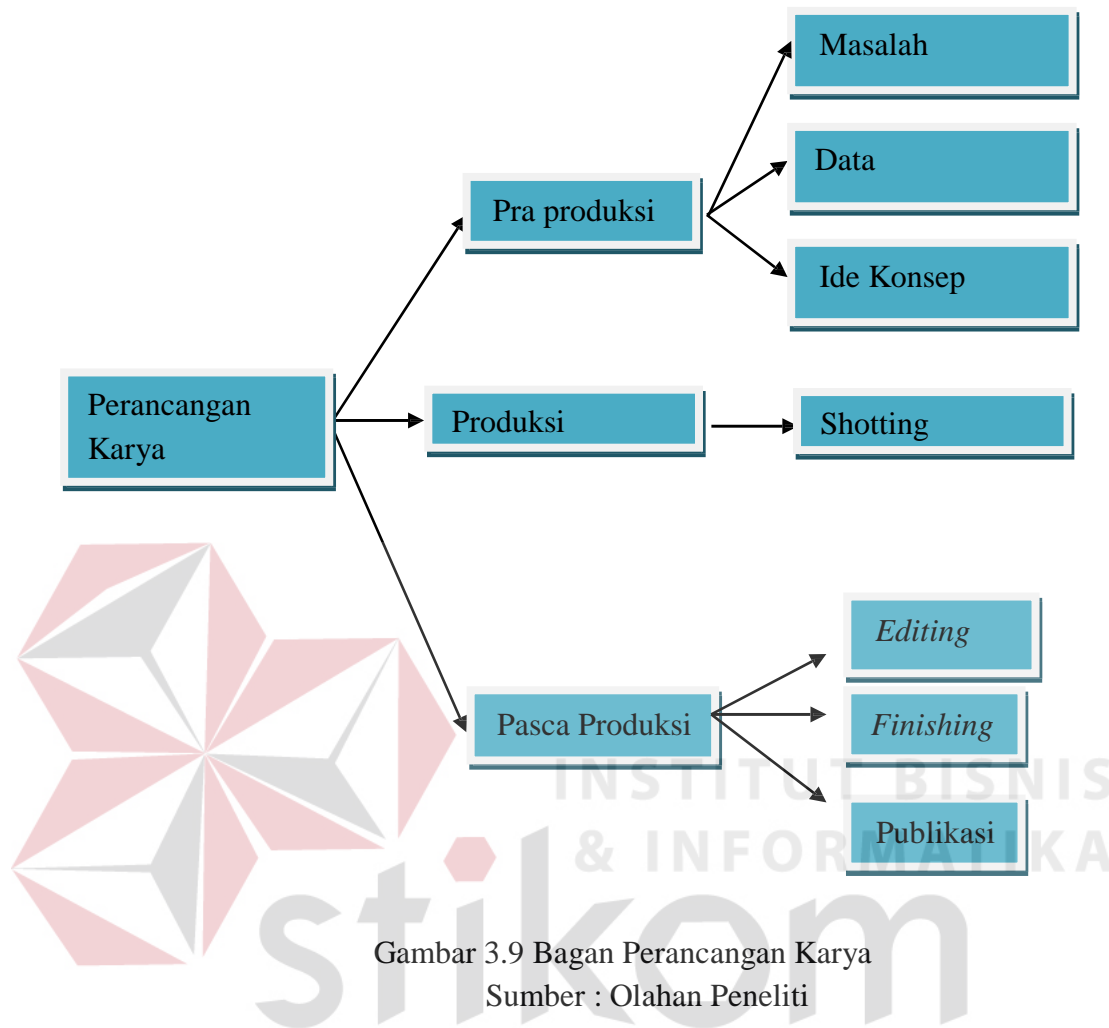 Masalah
Data
Pra produksi
Ide Konsep
Perancangan
Karya
Produksi
Shotting
Editing
Pasca Produksi
Finishing
INSTITUT BISNIS
Publikasi
& INFORMATIKA
stikom
Gambar 3.9 Bagan Perancangan Karya
Sumber : Olahan Peneliti